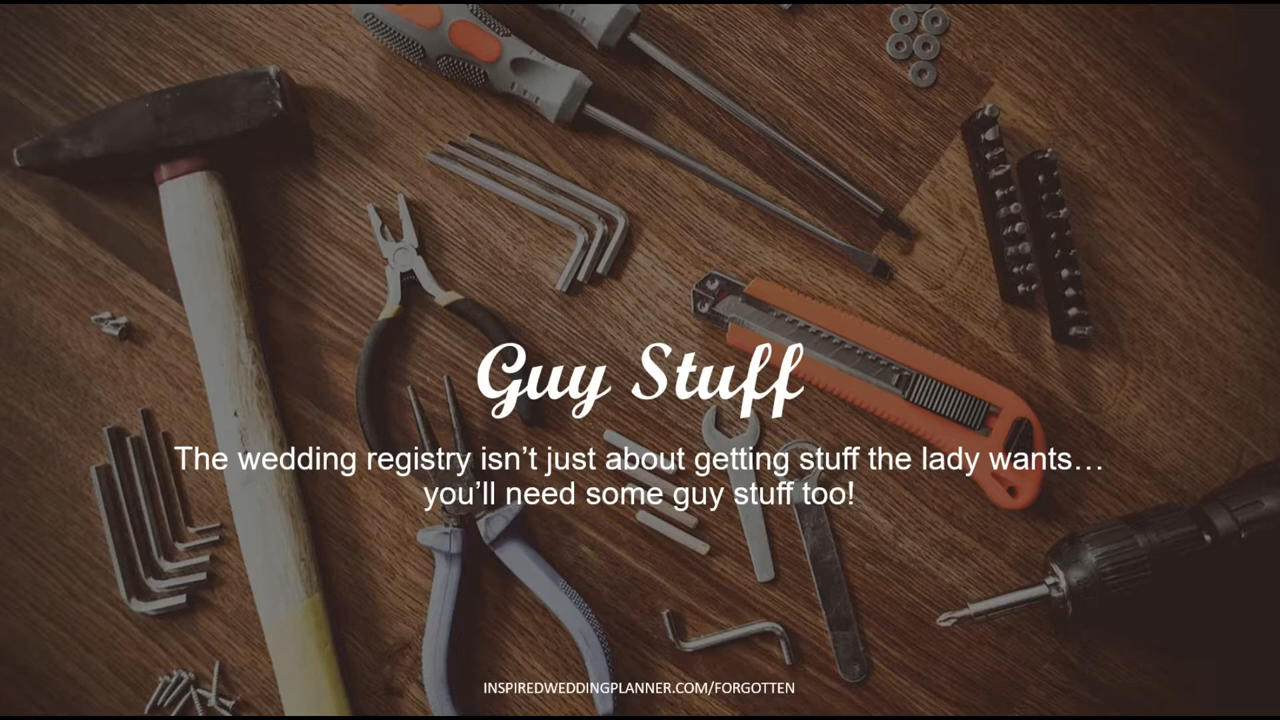 Guy Stuff
The wedding registry isn’t just about getting stuff the lady wants…
you’ll need some guy stuff too!
INSPIREDWEDDINGPLANNER.COM/FORGOTTEN